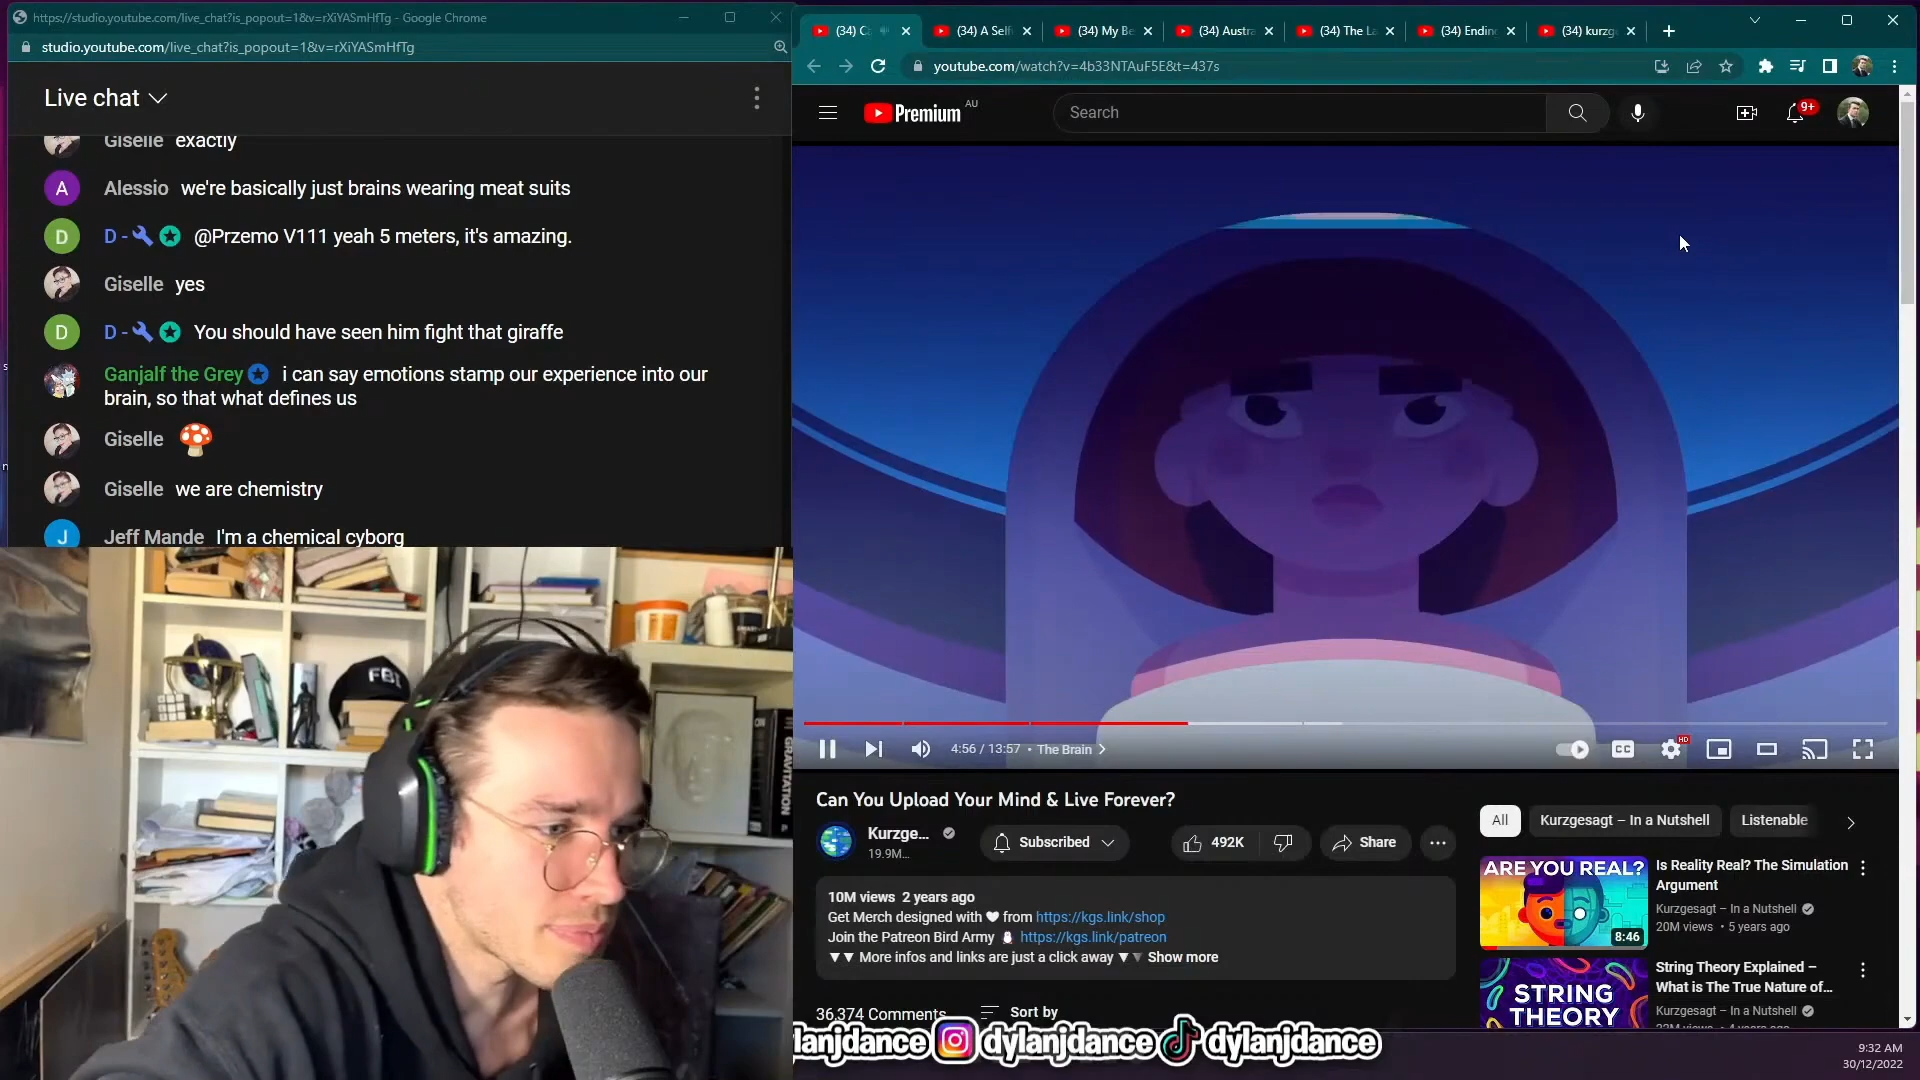 https://studio.youtube.com/live_chat?is_popout=1&v=rXiYASmHfTg - Google Chrome
studio.youtube.com/live_chat?is_popout=1&v=rXiYASmHfTg
Live chat
Giselle exactly
A Alessio we're basically just brains wearing meat suits
D D - @Przemo V111 yeah 5 meters, it's amazing.
Giselle yes
D D - You should have seen him fight that giraffe
Ganjalf the Grey i can say emotions stamp our experience into our
brain, so that what defines us
Giselle 🍄
Giselle we are chemistry
J Jeff Mande I'm a chemical cyborg
FBI
GRAVITATION
(34) Ca
(34) A Self
(34) My Be
(34) Austra
(34) The La
(34) Endin
(34) kurzg
youtube.com/watch?v=4b33NTAuF5E&t=437s
Premium AU
Search
9+
4:56 / 13:57 • The Brain
CC
HD
Can You Upload Your Mind & Live Forever?
Kurzge...
19.9M...
Subscribed
492K
Share
10M views 2 years ago
Get Merch designed with ❤ from https://kgs.link/shop
Join the Patreon Bird Army https://kgs.link/patreon
▼▼ More infos and links are just a click away ▼▼ Show more
36,374 Comments
Sort by
All
Kurzgesagt – In a Nutshell
Listenable
ARE YOU REAL?
8:46
Is Reality Real? The Simulation
Argument
Kurzgesagt – In a Nutshell
20M views • 5 years ago
STRING
THEORY
String Theory Explained –
What is The True Nature of...
Kurzgesagt – In a Nutshell
lanjdance dylanjdance dylanjdance
9:32 AM
30/12/2022